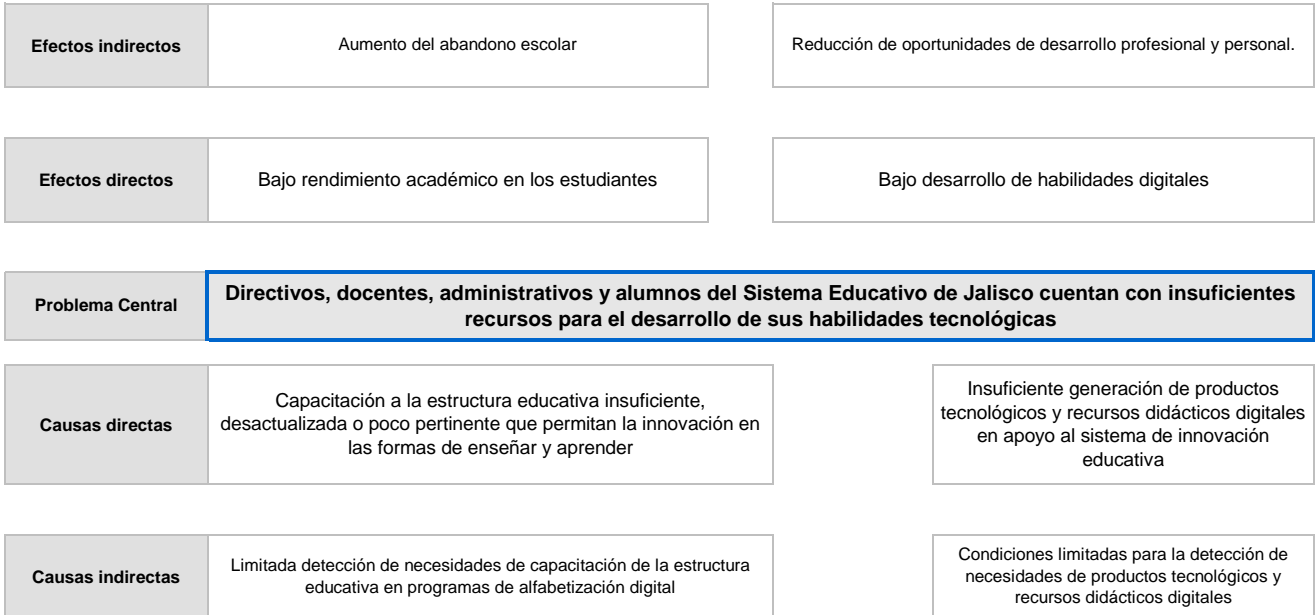 Efectos indirectos
Aumento del abandono escolar
Reducción de oportunidades de desarrollo profesional y personal.
Efectos directos
Bajo rendimiento académico en los estudiantes
Bajo desarrollo de habilidades digitales
Problema Central
Directivos, docentes, administrativos y alumnos del Sistema Educativo de Jalisco cuentan con insuficientes
recursos para el desarrollo de sus habilidades tecnológicas
Causas directas
Capacitación a la estructura educativa insuficiente,
desactualizada o poco pertinente que permitan la innovación en
las formas de enseñar y aprender
Insuficiente generación de productos
tecnológicos y recursos didácticos digitales
en apoyo al sistema de innovación
educativa
Causas indirectas
Limitada detección de necesidades de capacitación de la estructura
educativa en programas de alfabetización digital
Condiciones limitadas para la detección de
necesidades de productos tecnológicos y
recursos didácticos digitales